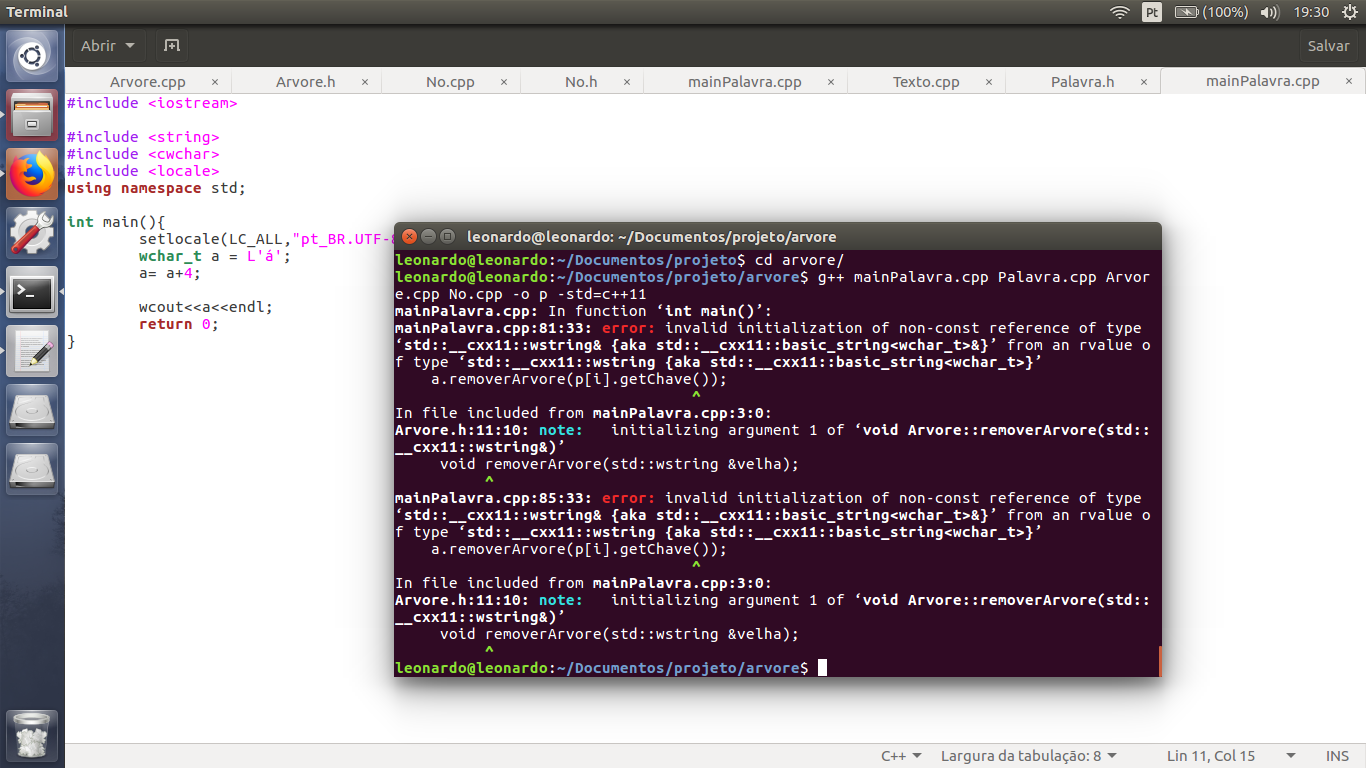 Terminal
Pt
(100%)
19:30
Abrir
Salvar
Arvore.cpp ×
Arvore.h ×
No.cpp ×
No.h ×
mainPalavra.cpp ×
Texto.cpp ×
Palavra.h ×
mainPalavra.cpp ×
#include <iostream>
#include <string>
#include <cwchar>
#include <locale>
using namespace std;
int main(){
setlocale(LC_ALL,"pt_BR.UTF-8
wchar_t a = L'á';
a= a+4;
wcout<<a<<endl;
return 0;
}
leonardo@leonardo: ~/Documentos/projeto/arvore
leonardo@leonardo:~/Documentos/projeto$ cd arvore/
leonardo@leonardo:~/Documentos/projeto/arvore$ g++ mainPalavra.cpp Palavra.cpp Arvor
e.cpp No.cpp -o p -std=c++11
mainPalavra.cpp: In function ‘int main()’:
mainPalavra.cpp:81:33: error: invalid initialization of non-const reference of type
‘std::__cxx11::wstring& {aka std::__cxx11::basic_string<wchar_t>&}’ from an rvalue o
f type ‘std::__cxx11::wstring {aka std::__cxx11::basic_string<wchar_t>}’
a.removerArvore(p[i].getChave());
^
In file included from mainPalavra.cpp:3:0:
Arvore.h:11:10: note:   initializing argument 1 of ‘void Arvore::removerArvore(std::
__cxx11::wstring&)’
void removerArvore(std::wstring &velha);
^
mainPalavra.cpp:85:33: error: invalid initialization of non-const reference of type
‘std::__cxx11::wstring& {aka std::__cxx11::basic_string<wchar_t>&}’ from an rvalue o
f type ‘std::__cxx11::wstring {aka std::__cxx11::basic_string<wchar_t>}’
a.removerArvore(p[i].getChave());
^
In file included from mainPalavra.cpp:3:0:
Arvore.h:11:10: note:   initializing argument 1 of ‘void Arvore::removerArvore(std::
__cxx11::wstring&)’
void removerArvore(std::wstring &velha);
^
leonardo@leonardo:~/Documentos/projeto/arvore$
C++
Largura da tabulação: 8
Lin 11, Col 15
INS